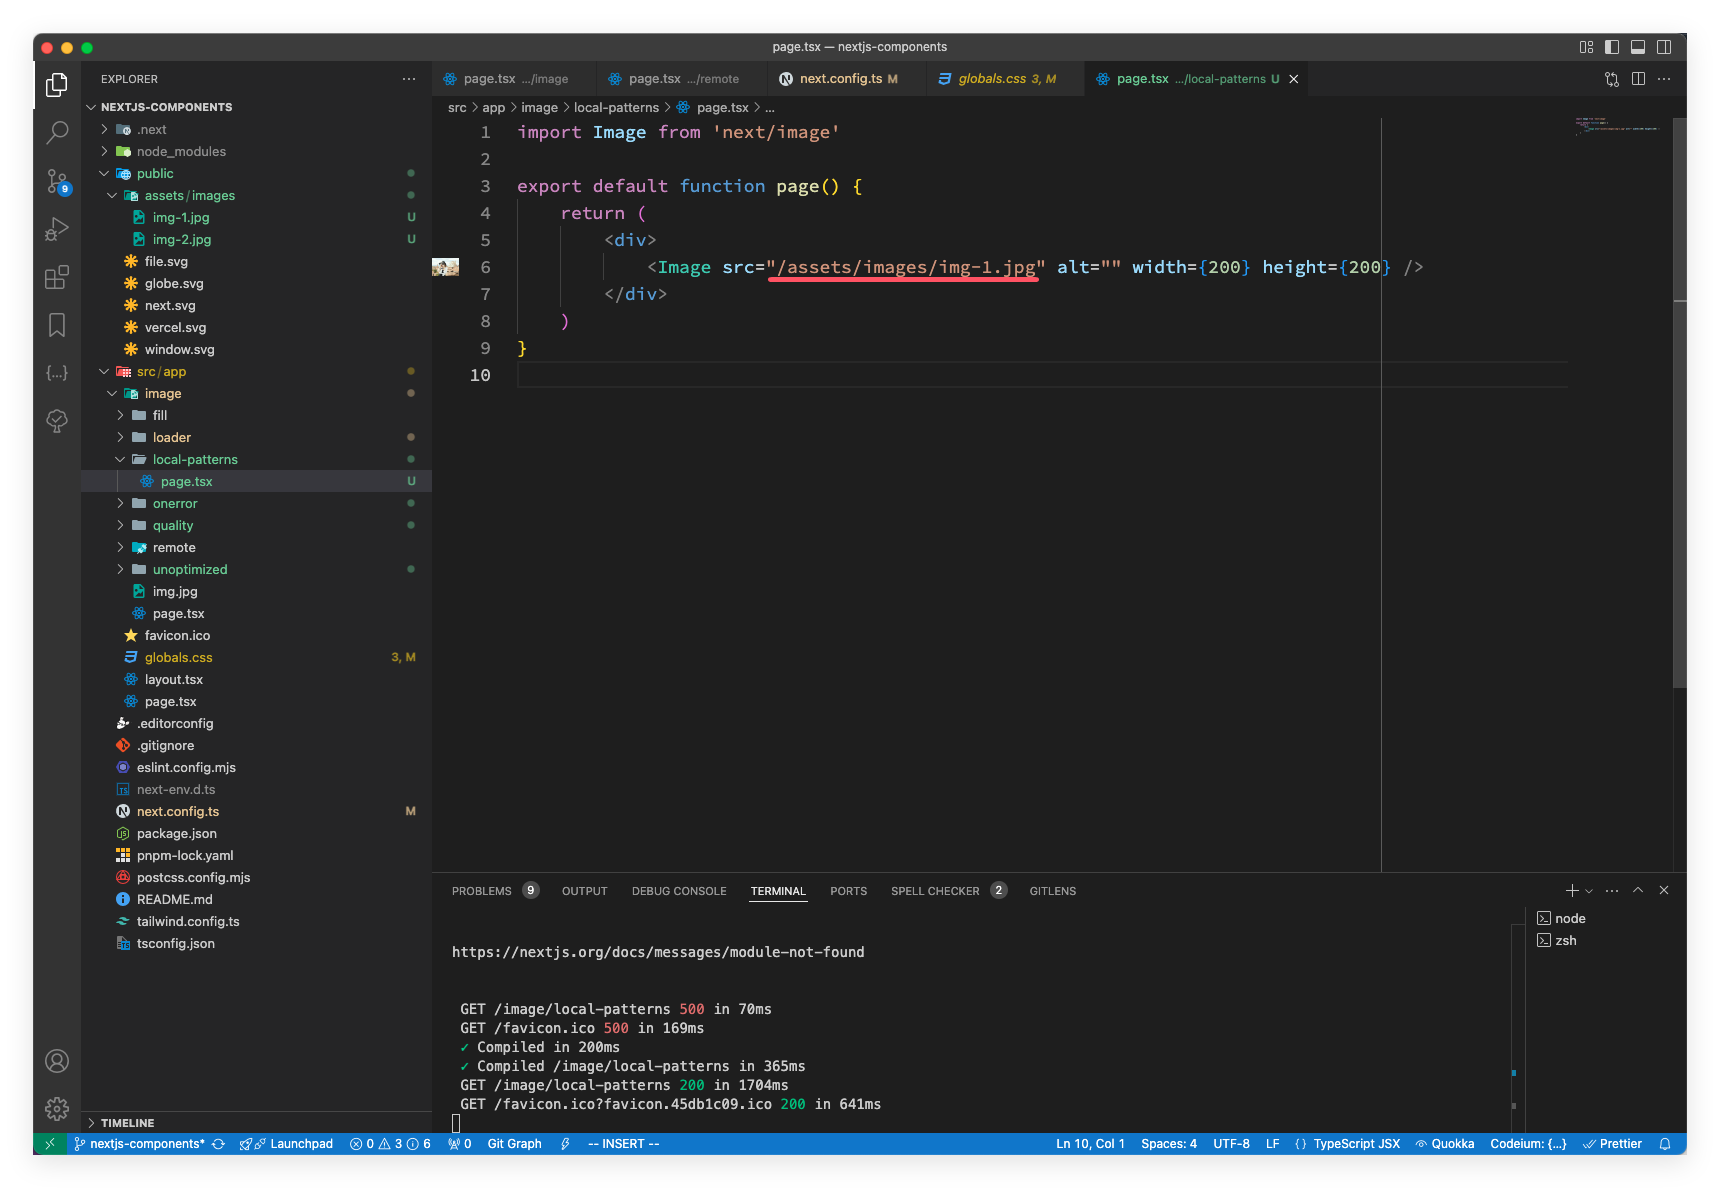 page.tsx — nextjs-components
EXPLORER
NEXTJS-COMPONENTS
.next
node_modules
public
assets/images
img-1.jpg U
img-2.jpg U
file.svg
globe.svg
next.svg
vercel.svg
window.svg
src/app
image
fill
loader
local-patterns
page.tsx U
onerror
quality
remote
unoptimized
img.jpg
page.tsx
favicon.ico
globals.css 3, M
layout.tsx
page.tsx
.editorconfig
.gitignore
eslint.config.mjs
next-env.d.ts
next.config.ts M
package.json
pnpm-lock.yaml
postcss.config.mjs
README.md
tailwind.config.ts
tsconfig.json
TIMELINE
9
page.tsx .../image page.tsx .../remote next.config.ts M globals.css 3, M page.tsx .../local-patterns U
src > app > image > local-patterns > page.tsx > ...
1 import Image from 'next/image'
2
3 export default function page() {
4 return (
5 <div>
6 <Image src="/assets/images/img-1.jpg" alt="" width={200} height={200} />
7 </div>
8 )
9 }
10
PROBLEMS 9 OUTPUT DEBUG CONSOLE TERMINAL PORTS SPELL CHECKER 2 GITLENS
https://nextjs.org/docs/messages/module-not-found
GET /image/local-patterns 500 in 70ms
GET /favicon.ico 500 in 169ms
✓ Compiled in 200ms
✓ Compiled /image/local-patterns in 365ms
GET /image/local-patterns 200 in 1704ms
GET /favicon.ico?favicon.45db1c09.ico 200 in 641ms
node
zsh
nextjs-components* Launchpad 0 3 6 0 Git Graph -- INSERT -- Ln 10, Col 1 Spaces: 4 UTF-8 LF {} TypeScript JSX Quokka Codeium: {...} Prettier